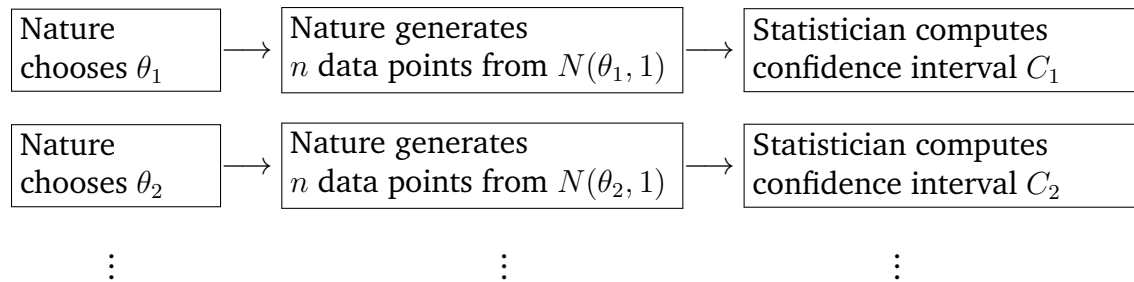 Nature
chooses θ₁
Nature generates
n data points from N(θ₁, 1)
Statistician computes
confidence interval C₁
Nature
chooses θ₂
Nature generates
n data points from N(θ₂, 1)
Statistician computes
confidence interval C₂
⋮ ⋮ ⋮